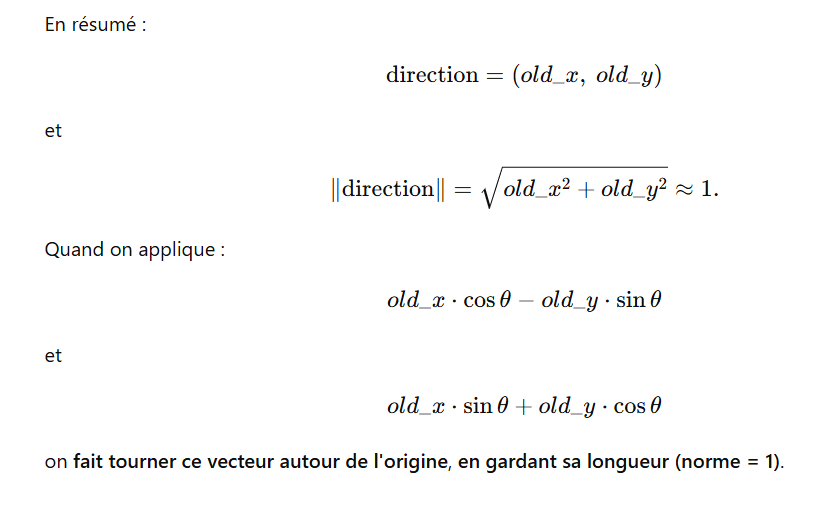 En résumé :
direction = (old_x, old_y)
et
‖direction‖ = √(old_x² + old_y²) ≈ 1.
Quand on applique :
old_x · cos θ − old_y · sin θ
et
old_x · sin θ + old_y · cos θ
on fait tourner ce vecteur autour de l'origine, en gardant sa longueur (norme = 1).